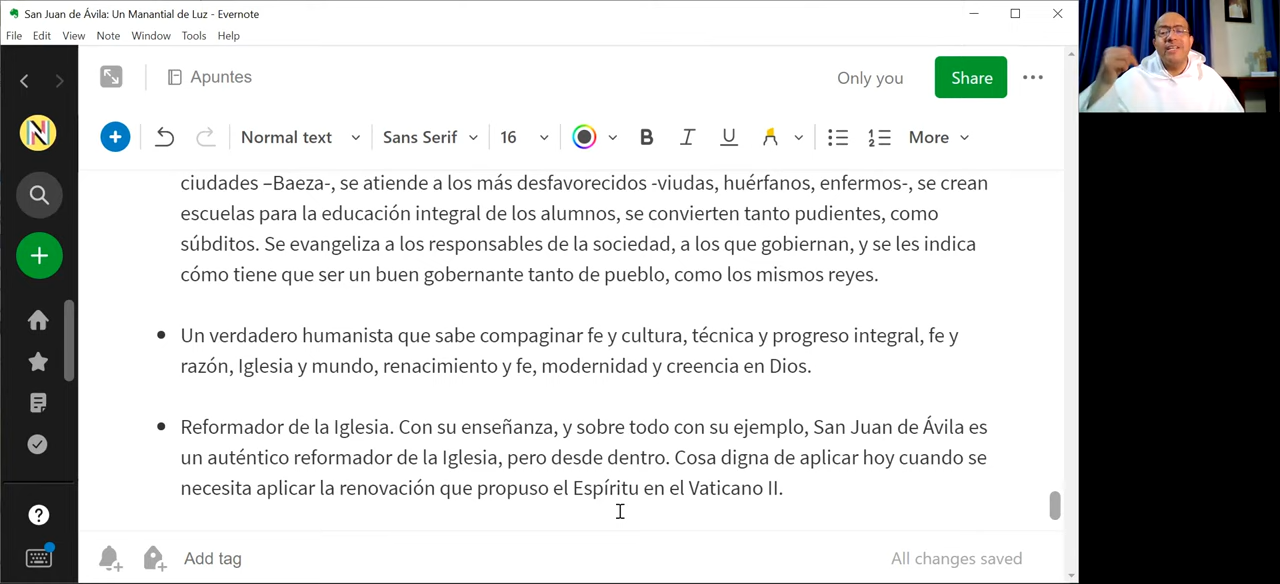 San Juan de Ávila: Un Manantial de Luz - Evernote
File Edit View Note Window Tools Help
Apuntes
Only you
Share
Normal text
Sans Serif
16
B I U
More
ciudades –Baeza-, se atiende a los más desfavorecidos -viudas, huérfanos, enfermos-, se crean
escuelas para la educación integral de los alumnos, se convierten tanto pudientes, como
súbditos. Se evangeliza a los responsables de la sociedad, a los que gobiernan, y se les indica
cómo tiene que ser un buen gobernante tanto de pueblo, como los mismos reyes.
• Un verdadero humanista que sabe compaginar fe y cultura, técnica y progreso integral, fe y
razón, Iglesia y mundo, renacimiento y fe, modernidad y creencia en Dios.
• Reformador de la Iglesia. Con su enseñanza, y sobre todo con su ejemplo, San Juan de Ávila es
un auténtico reformador de la Iglesia, pero desde dentro. Cosa digna de aplicar hoy cuando se
necesita aplicar la renovación que propuso el Espíritu en el Vaticano II.
Add tag
All changes saved